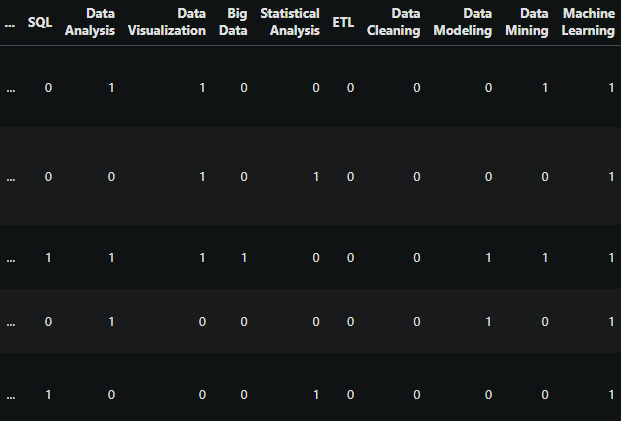 ... SQL Data Analysis Data Visualization Big Data Statistical Analysis ETL Data Cleaning Data Modeling Data Mining Machine Learning
... 0 1 1 0 0 0 0 0 1 1
... 0 0 1 0 1 0 0 0 0 1
... 1 1 1 1 0 0 0 1 1 1
... 0 1 0 0 0 0 0 1 0 1
... 1 0 0 0 1 0 0 0 0 1